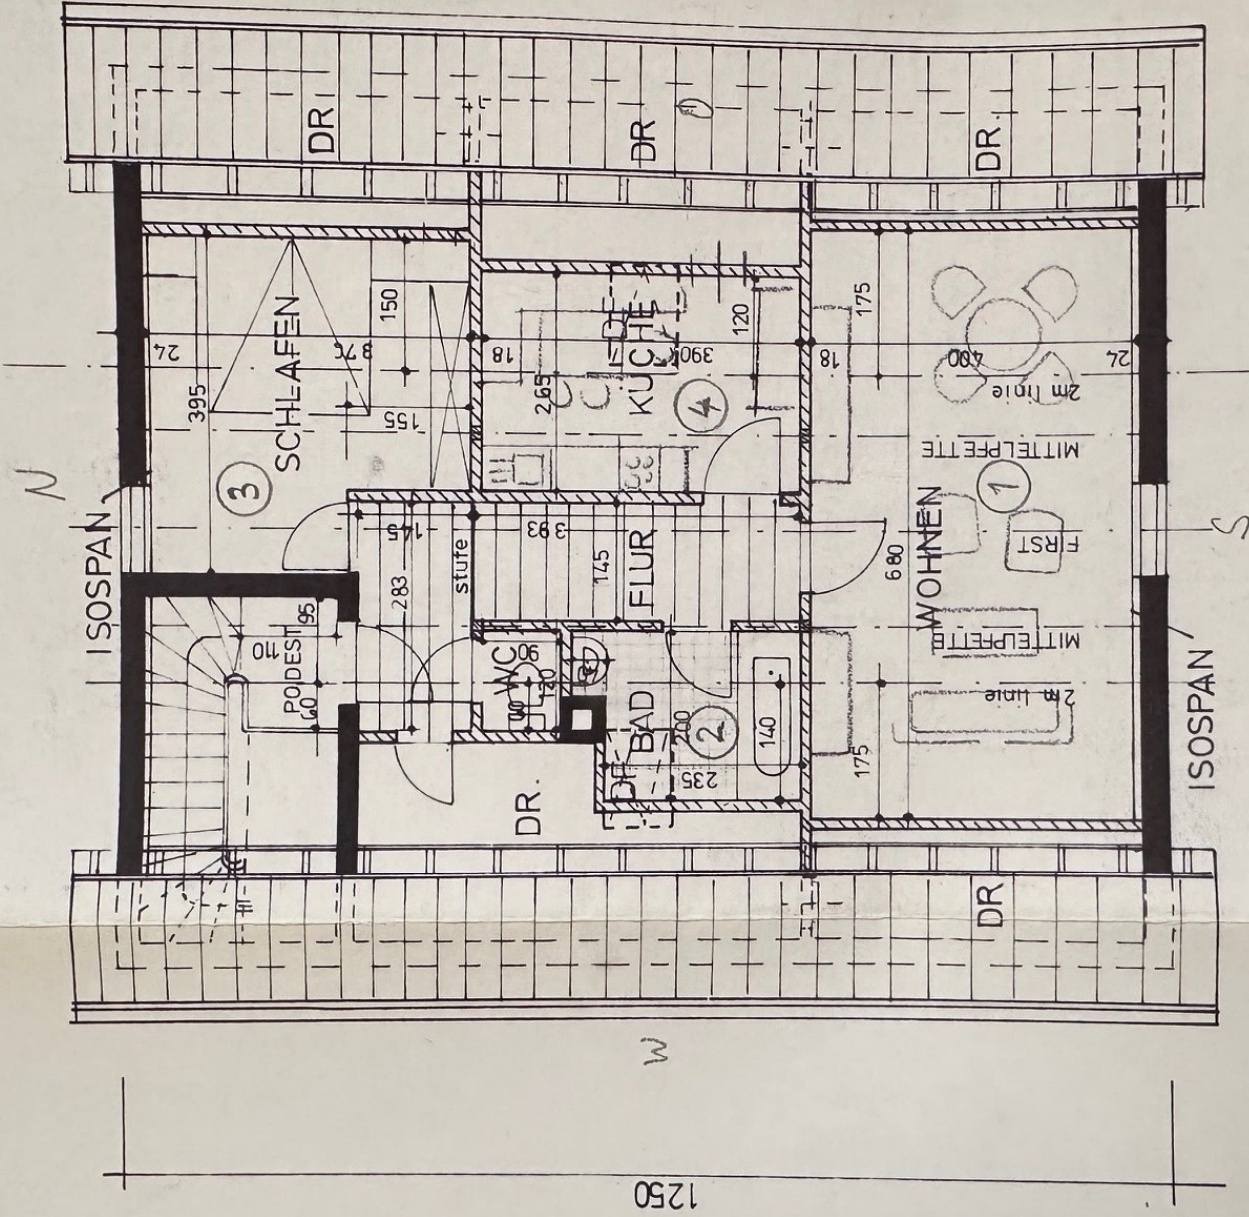 DR
DR
O
DR.
N
ISOSPAN
24
395
3
SCHLAFEN
376
150
155
18
265
DF
KÜCHE
390
4
120
18
175
400
24
2m linie
MITTELPFETTE
WOHNEN
1
FIRST
680
MITTELPFETTE
2m linie
175
S
ISOSPAN
145
283
stufe
393
145
FLUR
110
95
PODEST
60
WC
90
120
BAD
DF
200
2
235
140
DR.
DR
W
1250